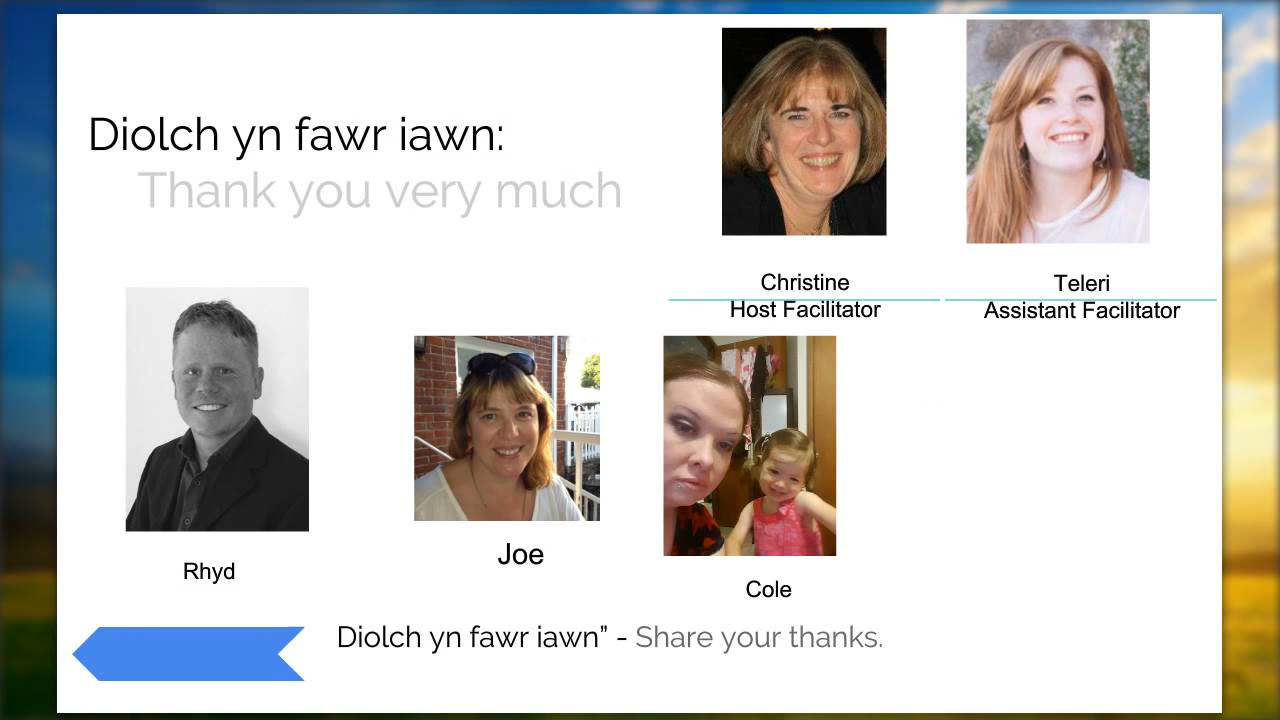 Diolch yn fawr iawn:
Thank you very much
Christine
Host Facilitator
Teleri
Assistant Facilitator
Rhyd
Joe
Cole
Diolch yn fawr iawn” - Share your thanks.